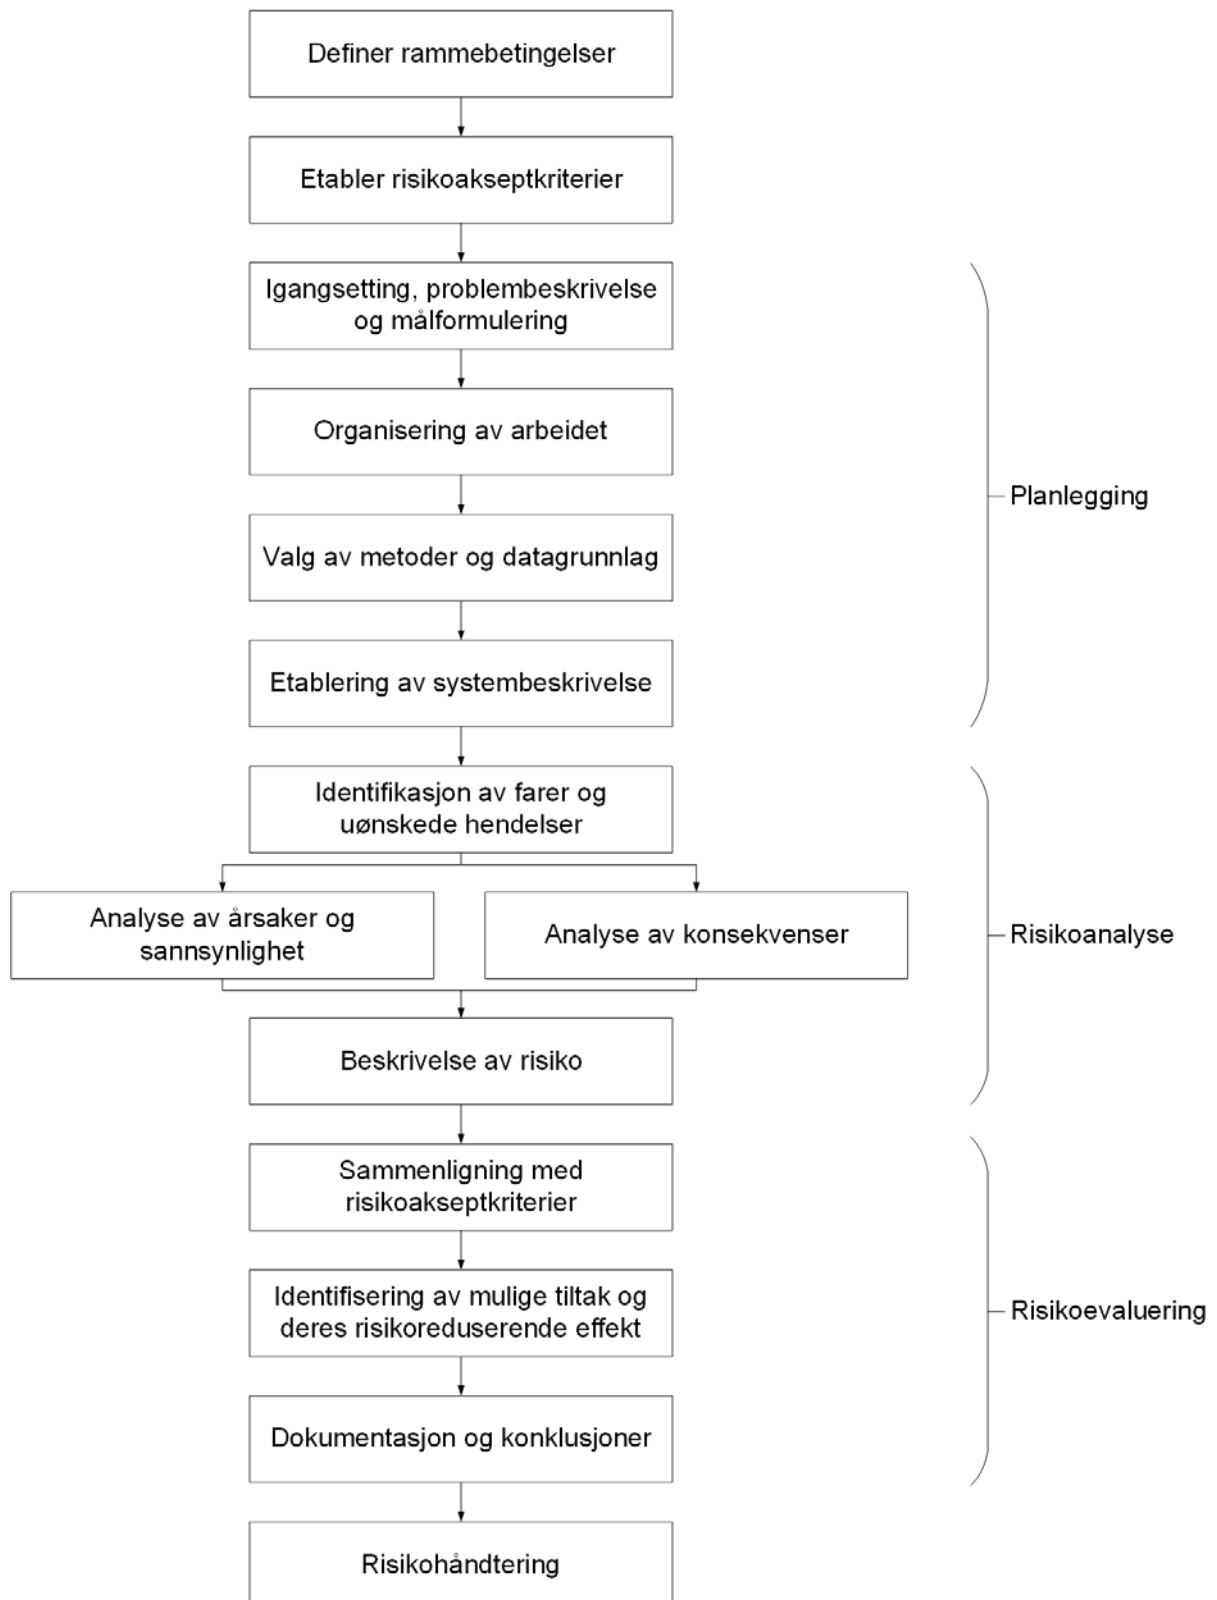 Definer rammebetingelser
Etabler risikoakseptkriterier
Igangsetting, problembeskrivelse
og målformulering
Organisering av arbeidet
Valg av metoder og datagrunnlag
Etablering av systembeskrivelse
Planlegging
Identifikasjon av farer og
uønskede hendelser
Analyse av årsaker og
sannsynlighet
Analyse av konsekvenser
Beskrivelse av risiko
Risikoanalyse
Sammenligning med
risikoakseptkriterier
Identifisering av mulige tiltak og
deres risikoreduserende effekt
Dokumentasjon og konklusjoner
Risikoevaluering
Risikohåndtering